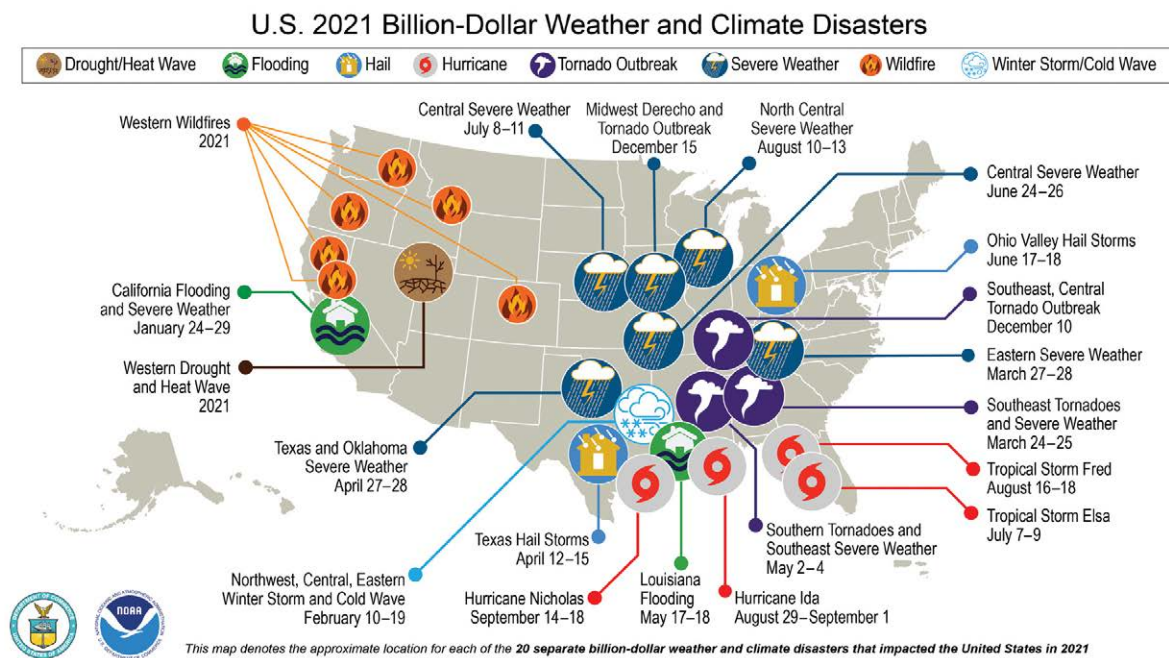 U.S. 2021 Billion-Dollar Weather and Climate Disasters
Drought/Heat Wave
Flooding
Hail
Hurricane
Tornado Outbreak
Severe Weather
Wildfire
Winter Storm/Cold Wave
Western Wildfires
2021
Central Severe Weather
July 8–11
Midwest Derecho and
Tornado Outbreak
December 15
North Central
Severe Weather
August 10–13
Central Severe Weather
June 24–26
Ohio Valley Hail Storms
June 17–18
Southeast, Central
Tornado Outbreak
December 10
Eastern Severe Weather
March 27–28
Southeast Tornadoes
and Severe Weather
March 24–25
Tropical Storm Fred
August 16–18
Tropical Storm Elsa
July 7–9
California Flooding
and Severe Weather
January 24–29
Western Drought
and Heat Wave
2021
Texas and Oklahoma
Severe Weather
April 27–28
Texas Hail Storms
April 12–15
Southern Tornadoes and
Southeast Severe Weather
May 2–4
Northwest, Central, Eastern
Winter Storm and Cold Wave
February 10–19
Hurricane Nicholas
September 14–18
Louisiana
Flooding
May 17–18
Hurricane Ida
August 29–September 1
NOAA
This map denotes the approximate location for each of the 20 separate billion-dollar weather and climate disasters that impacted the United States in 2021